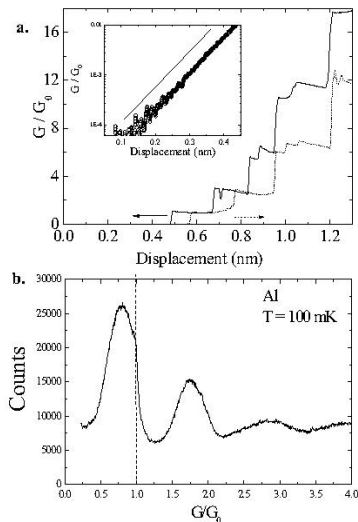 a.
G / G0
18
12
6
0
0.0 0.2 0.4 0.6 0.8 1.0 1.2
Displacement (nm)
G / G0
0.01
1E-3
1E-4
0.1 0.2 0.3 0.4
Displacement (nm)
b.
Counts
30000
25000
20000
15000
10000
5000
0
0.0 0.5 1.0 1.5 2.0 2.5 3.0 3.5 4.0
G/G0
Al
T = 100 mK